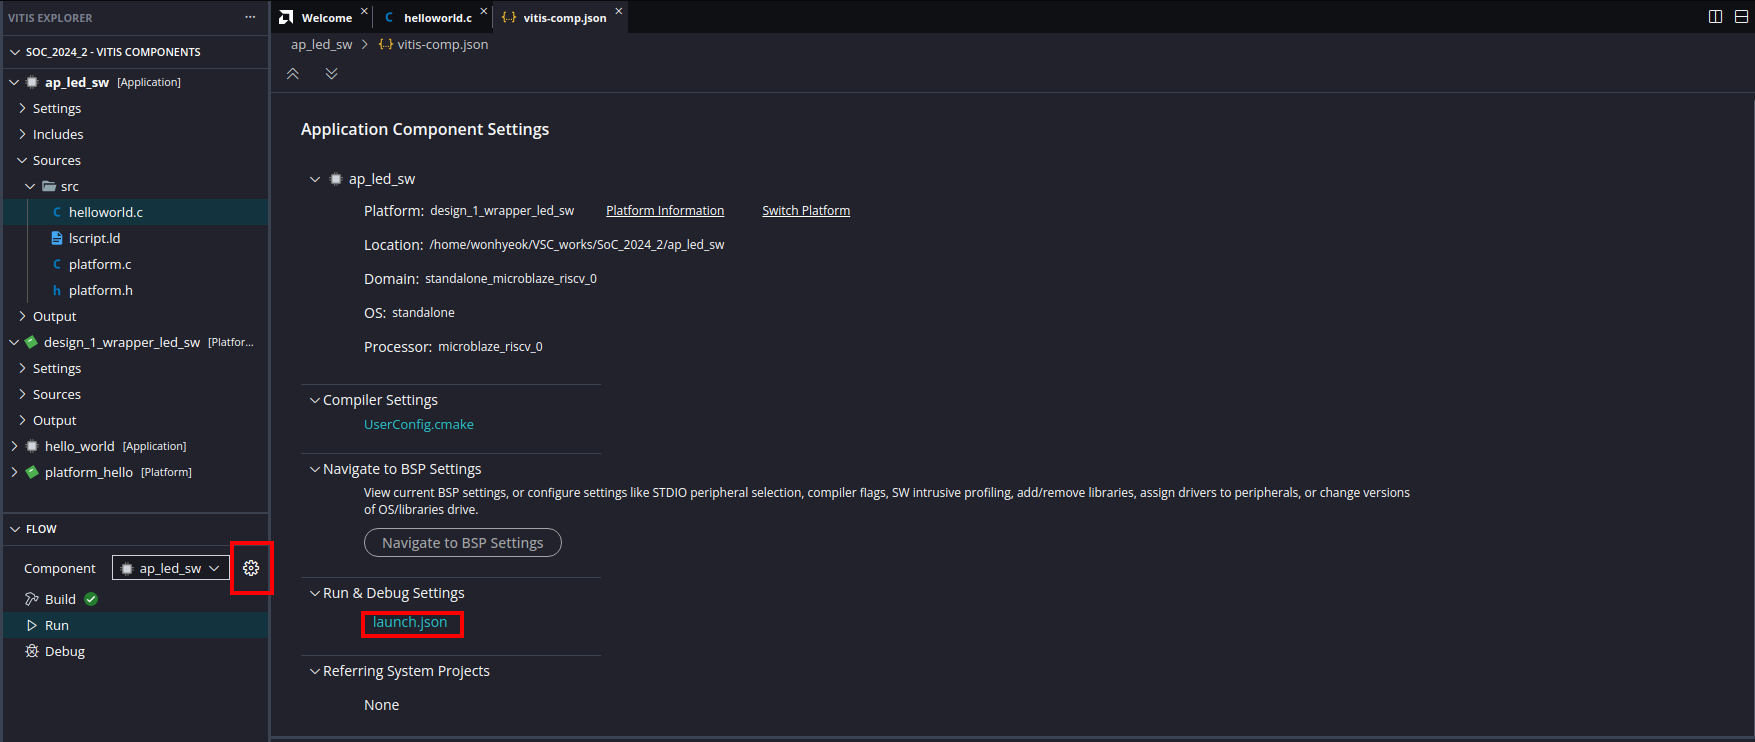 VITIS EXPLORER
SOC_2024_2 - VITIS COMPONENTS
ap_led_sw [Application]
Settings
Includes
Sources
src
C helloworld.c
lscript.ld
C platform.c
h platform.h
Output
design_1_wrapper_led_sw [Platfor...
Settings
Sources
Output
hello_world [Application]
platform_hello [Platform]
FLOW
Component ap_led_sw
Build
Run
Debug
Welcome
C helloworld.c
{..} vitis-comp.json
ap_led_sw > {..} vitis-comp.json
Application Component Settings
ap_led_sw
Platform: design_1_wrapper_led_sw Platform Information Switch Platform
Location: /home/wonhyeok/VSC_works/SoC_2024_2/ap_led_sw
Domain: standalone_microblaze_riscv_0
OS: standalone
Processor: microblaze_riscv_0
Compiler Settings
UserConfig.cmake
Navigate to BSP Settings
View current BSP settings, or configure settings like STDIO peripheral selection, compiler flags, SW intrusive profiling, add/remove libraries, assign drivers to peripherals, or change versions
of OS/libraries drive.
Navigate to BSP Settings
Run & Debug Settings
launch.json
Referring System Projects
None